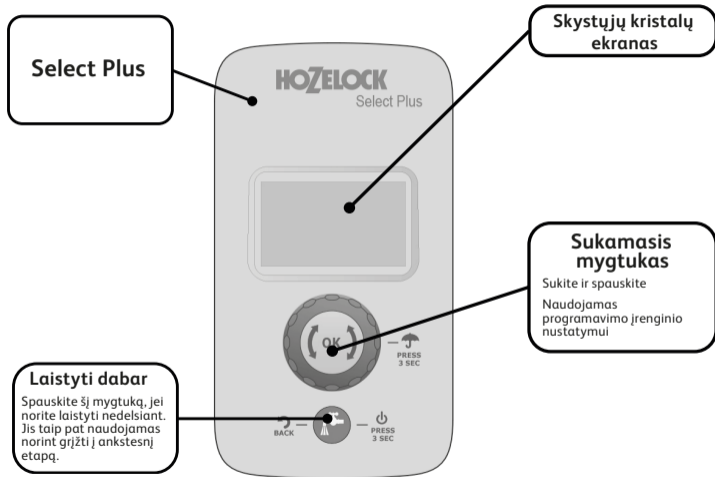 Select Plus
Skystųjų kristalų
ekranas
HOZELOCK
Select Plus
Sukamasis
mygtukas
Sukite ir spauskite
Naudojamas
programavimo įrenginio
nustatymui
OK
PRESS
3 SEC
Laistyti dabar
Spauskite šį mygtuką, jei
norite laistyti nedelsiant.
Jis taip pat naudojamas
norint grįžti į ankstesnį
etapą.
BACK
PRESS
3 SEC